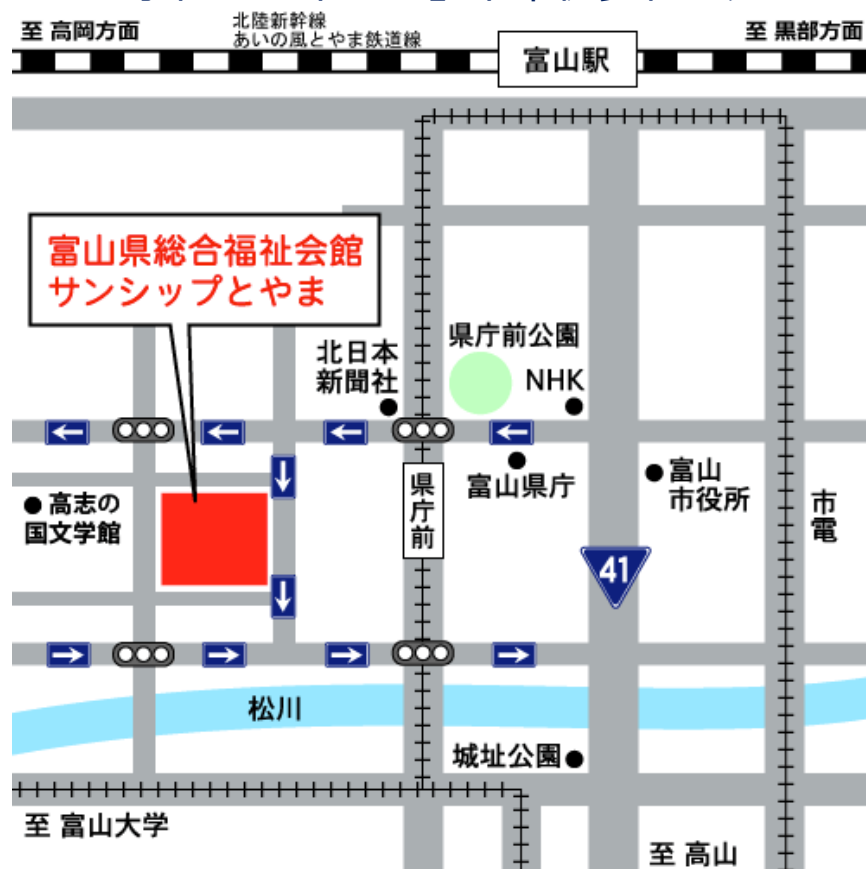 至 高岡方面
北陸新幹線
あいの風とやま鉄道線
富山駅
至 黒部方面
富山県総合福祉会館
サンシップとやま
北日本
新聞社
県庁前公園
NHK
県庁前
富山県庁
富山
市役所
高志の
国文学館
市電
41
松川
城址公園
至 富山大学
至 高山